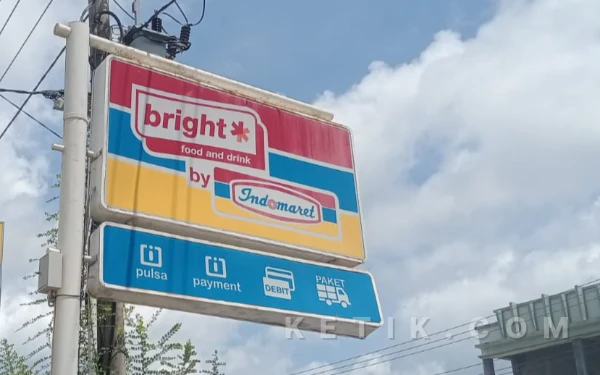 bright*
food and drink
by
Indomaret
pulsa
payment
DEBIT
PAKET
KETIK.COM